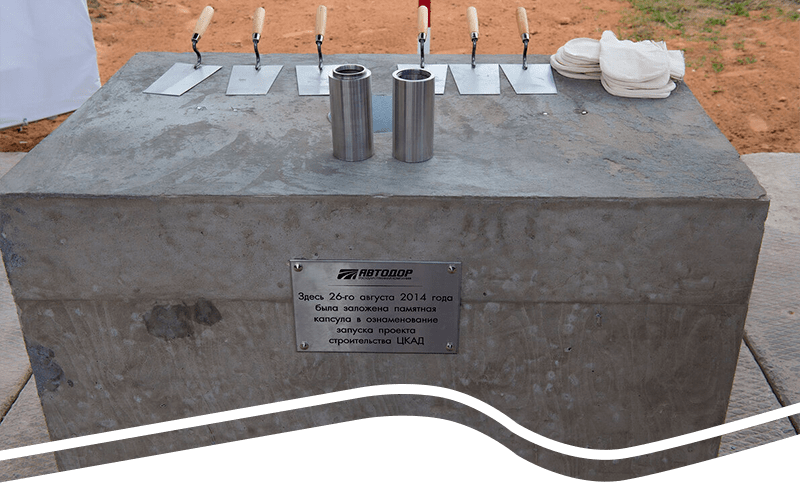 АВТОДОР
Здесь 26-го августа 2014 года
была заложена памятная
капсула в ознаменование
запуска проекта
строительства ЦКАД